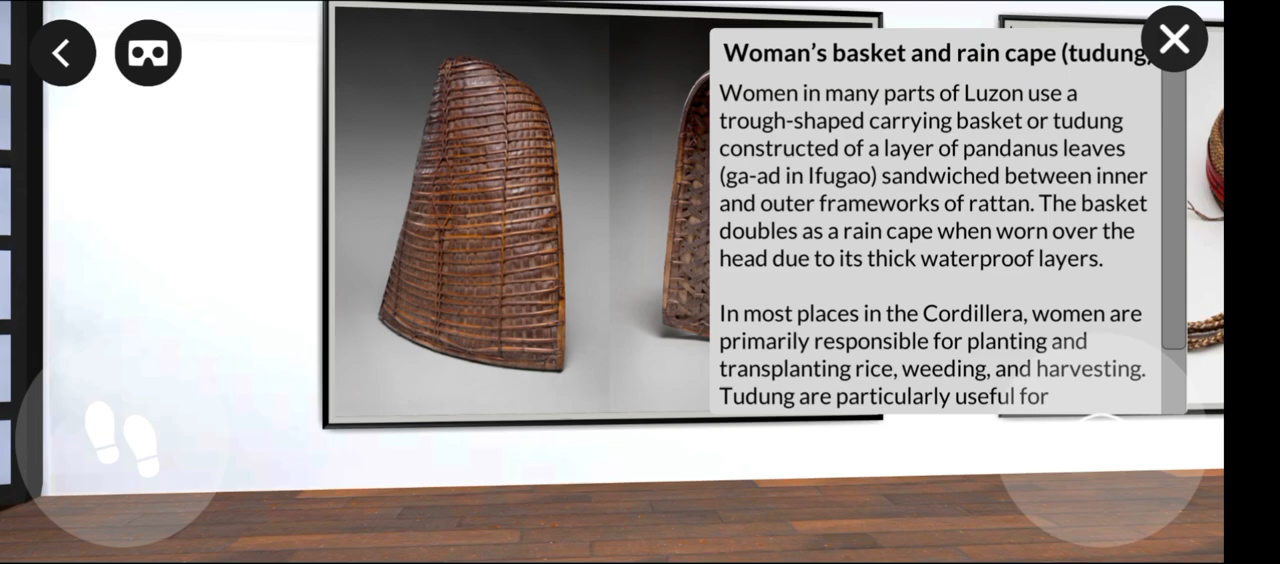 Woman's basket and rain cape (tudung,
Women in many parts of Luzon use a
trough-shaped carrying basket or tudung
constructed of a layer of pandanus leaves
(ga-ad in Ifugao) sandwiched between inner
and outer frameworks of rattan. The basket
doubles as a rain cape when worn over the
head due to its thick waterproof layers.
In most places in the Cordillera, women are
primarily responsible for planting and
transplanting rice, weeding, and harvesting.
Tudung are particularly useful for